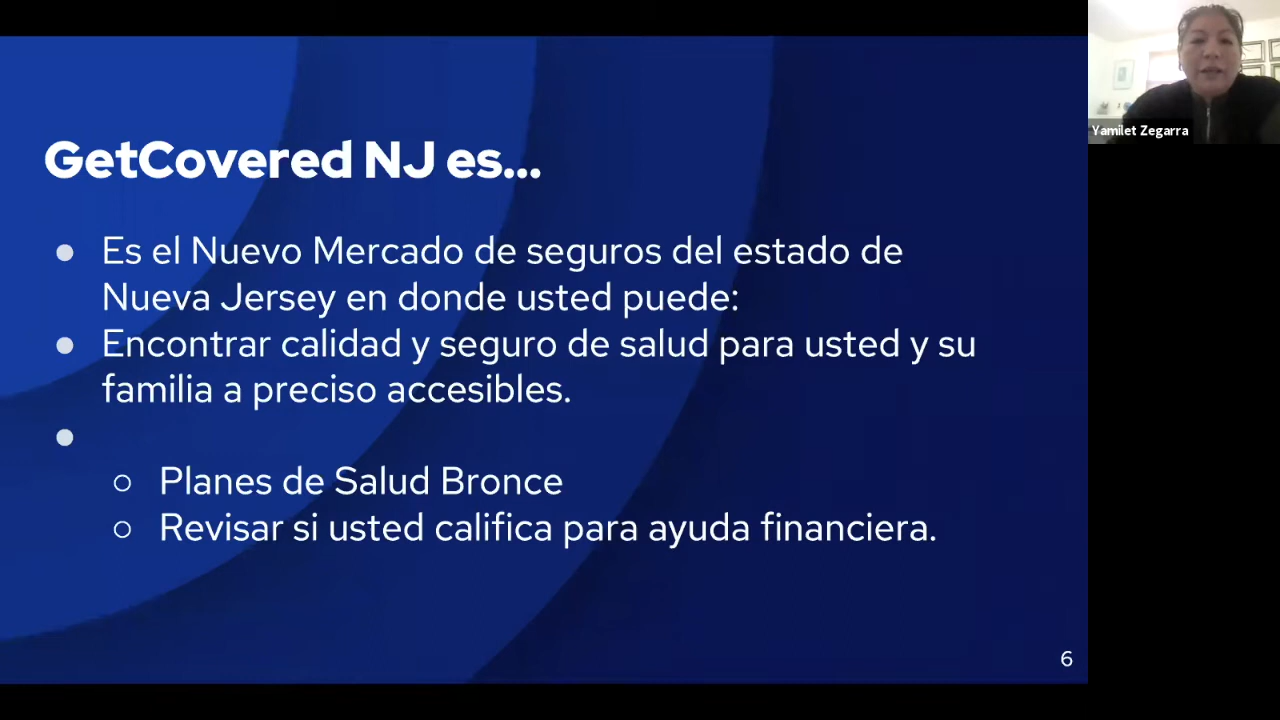 GetCovered NJ es...
● Es el Nuevo Mercado de seguros del estado de
Nueva Jersey en donde usted puede:
● Encontrar calidad y seguro de salud para usted y su
familia a preciso accesibles.
●
○ Planes de Salud Bronce
○ Revisar si usted califica para ayuda financiera.
6
Yamilet Zegarra